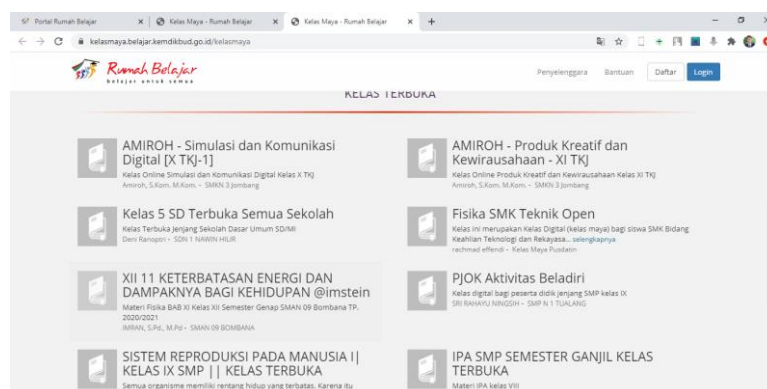 Portal Rumah Belajar
Kelas Maya - Rumah Belajar
Kelas Maya - Rumah Belajar
kelasmaya.belajar.kemdikbud.go.id/kelasmaya
Rumah Belajar
belajar untuk semua
Penyelenggara
Bantuan
Daftar
Login
KELAS TERBUKA
AMIROH - Simulasi dan Komunikasi
Digital [X TKJ-1]
Kelas Online Simulasi dan Komunikasi Digital Kelas X TKJ
Amiroh, S.Kom. M.Kom. - SMKN 3 Jombang
AMIROH - Produk Kreatif dan
Kewirausahaan - XI TKJ
Kelas Online Produk Kreatif dan Kewirausahaan Kelas XI TKJ
Amiroh, S.Kom. M.Kom. - SMKN 3 Jombang
Kelas 5 SD Terbuka Semua Sekolah
Kelas Terbuka Jenjang Sekolah Dasar Umum SD/MI
Deni Ranoptri - SDN 1 NAWIN HILIR
Fisika SMK Teknik Open
Kelas ini merupakan Kelas Digital (kelas maya) bagi siswa SMK Bidang
Keahlian Teknologi dan Rekayasa... selengkapnya
rachmad effendi - Kelas Maya Pusdatin
XII 11 KETERBATASAN ENERGI DAN
DAMPAKNYA BAGI KEHIDUPAN @imstein
Materi Fisika BAB XI Kelas XII Semester Genap SMAN 09 Bombana TP.
2020/2021
IMRAN, S.Pd., M.Pd - SMAN 09 BOMBANA
PJOK Aktivitas Beladiri
Kelas digital bagi peserta didik jenjang SMP kelas IX
SRI RAHAYU NINGSIH - SMP N 1 TUALANG
SISTEM REPRODUKSI PADA MANUSIA I|
KELAS IX SMP || KELAS TERBUKA
Semua organisme memiliki rentang hidup yang terbatas. Karena itu
IPA SMP SEMESTER GANJIL KELAS
TERBUKA
Materi IPA kelas VIII